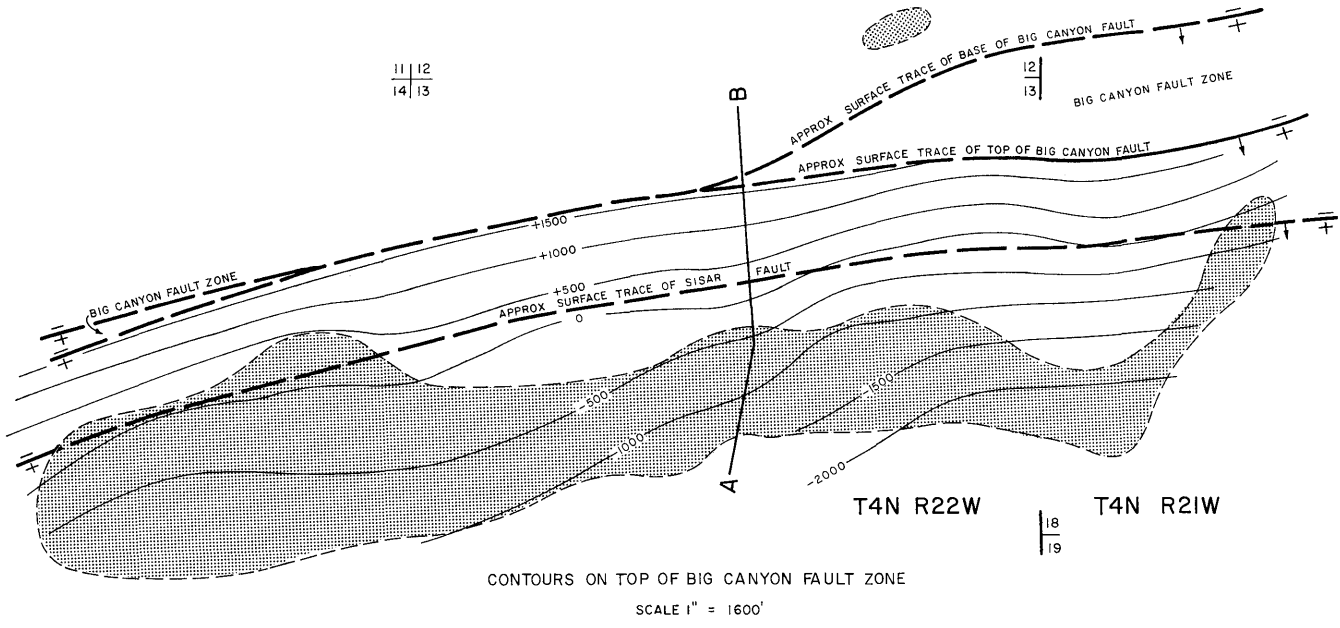 11 12
14 13
B
APPROX SURFACE TRACE OF BASE OF BIG CANYON FAULT
12
13
BIG CANYON FAULT ZONE
APPROX SURFACE TRACE OF TOP OF BIG CANYON FAULT
+1500
+1000
BIG CANYON FAULT ZONE
+500
APPROX SURFACE TRACE OF SISAR FAULT
0
-500
-1500
1000
-2000
A
T4N R22W
T4N R21W
18
19
CONTOURS ON TOP OF BIG CANYON FAULT ZONE
SCALE 1" = 1600'